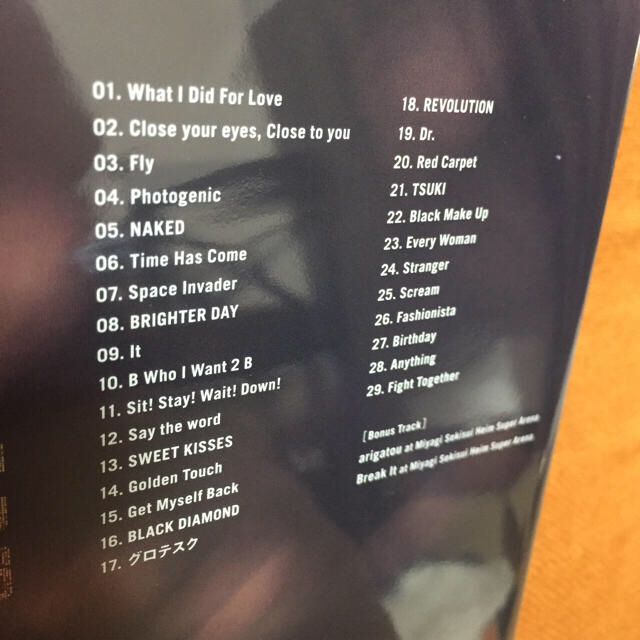 01. What I Did For Love
02. Close your eyes, Close to you
03. Fly
04. Photogenic
05. NAKED
06. Time Has Come
07. Space Invader
08. BRIGHTER DAY
09. It
10. B Who I Want 2 B
11. Sit! Stay! Wait! Down!
12. Say the word
13. SWEET KISSES
14. Golden Touch
15. Get Myself Back
16. BLACK DIAMOND
17. グロテスク
18. REVOLUTION
19. Dr.
20. Red Carpet
21. TSUKI
22. Black Make Up
23. Every Woman
24. Stranger
25. Scream
26. Fashionista
27. Birthday
28. Anything
29. Fight Together
[Bonus Track]
arigatou at Miyagi Sekisui Heim Super Arena
Break It at Miyagi Sekisui Heim Super Arena